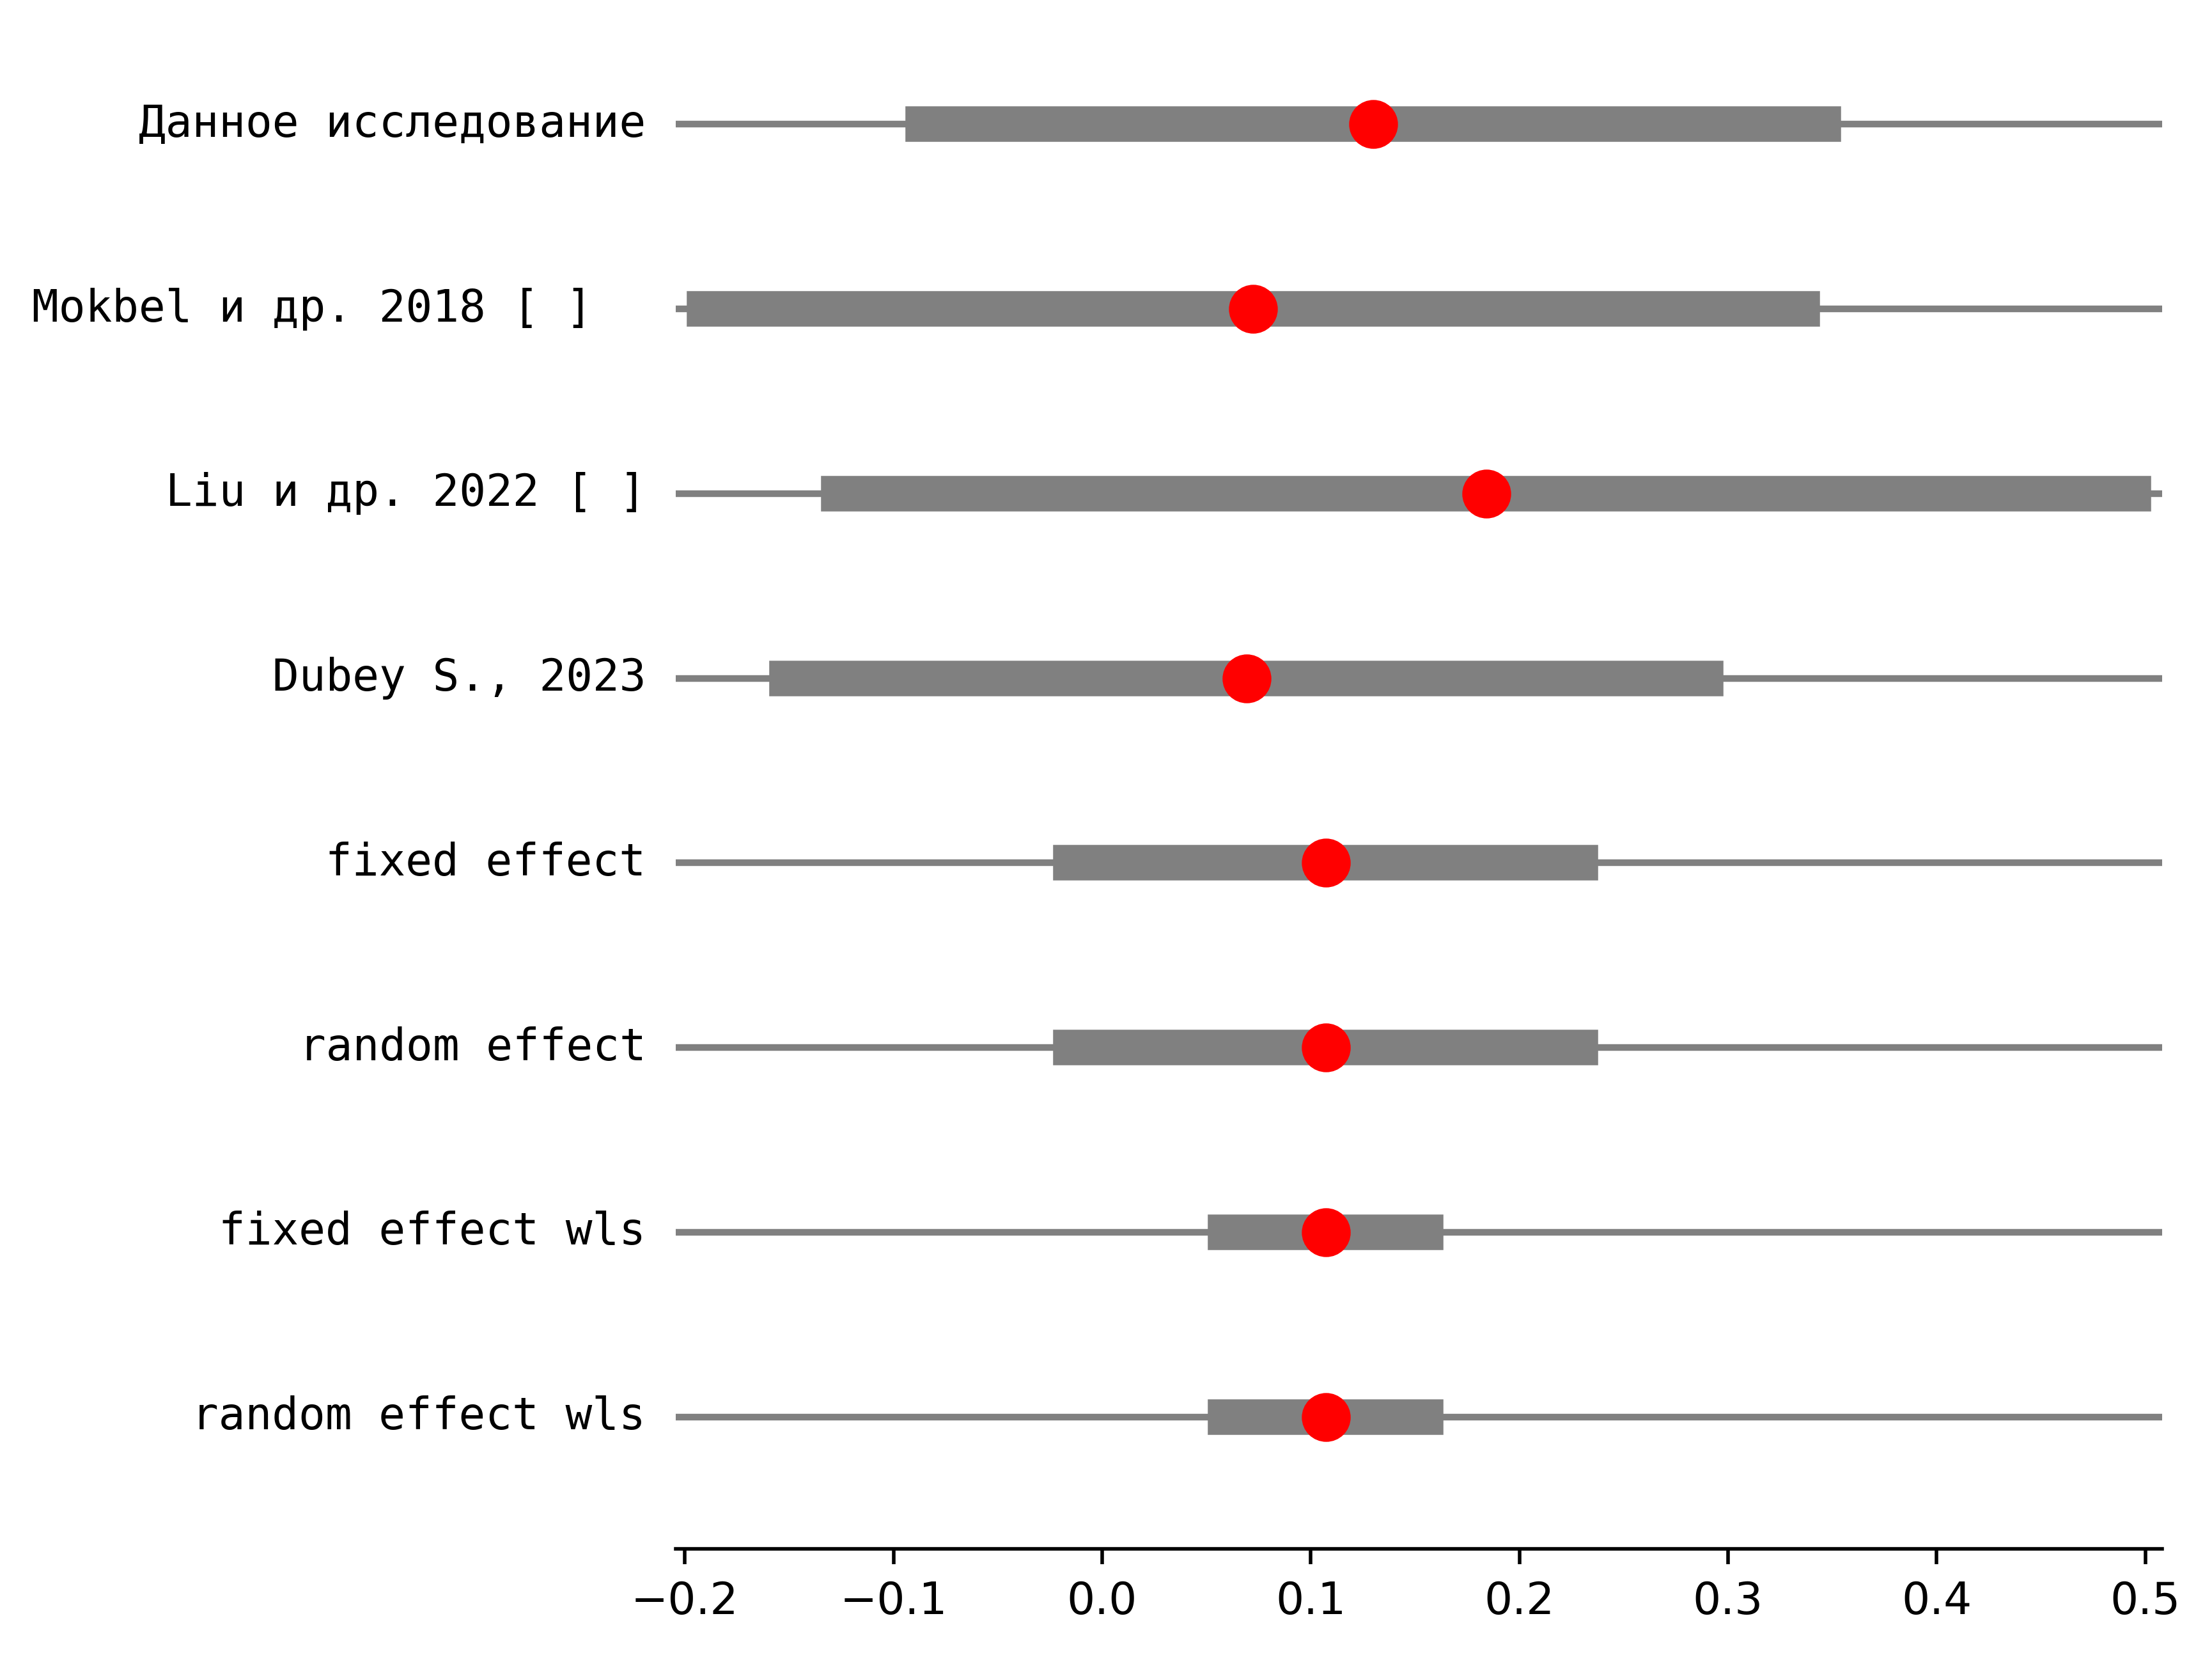 Данное исследование
Mokbel и др. 2018 [ ]
Liu и др. 2022 [ ]
Dubey S., 2023
fixed effect
random effect
fixed effect wls
random effect wls
−0.2 −0.1 0.0 0.1 0.2 0.3 0.4 0.5